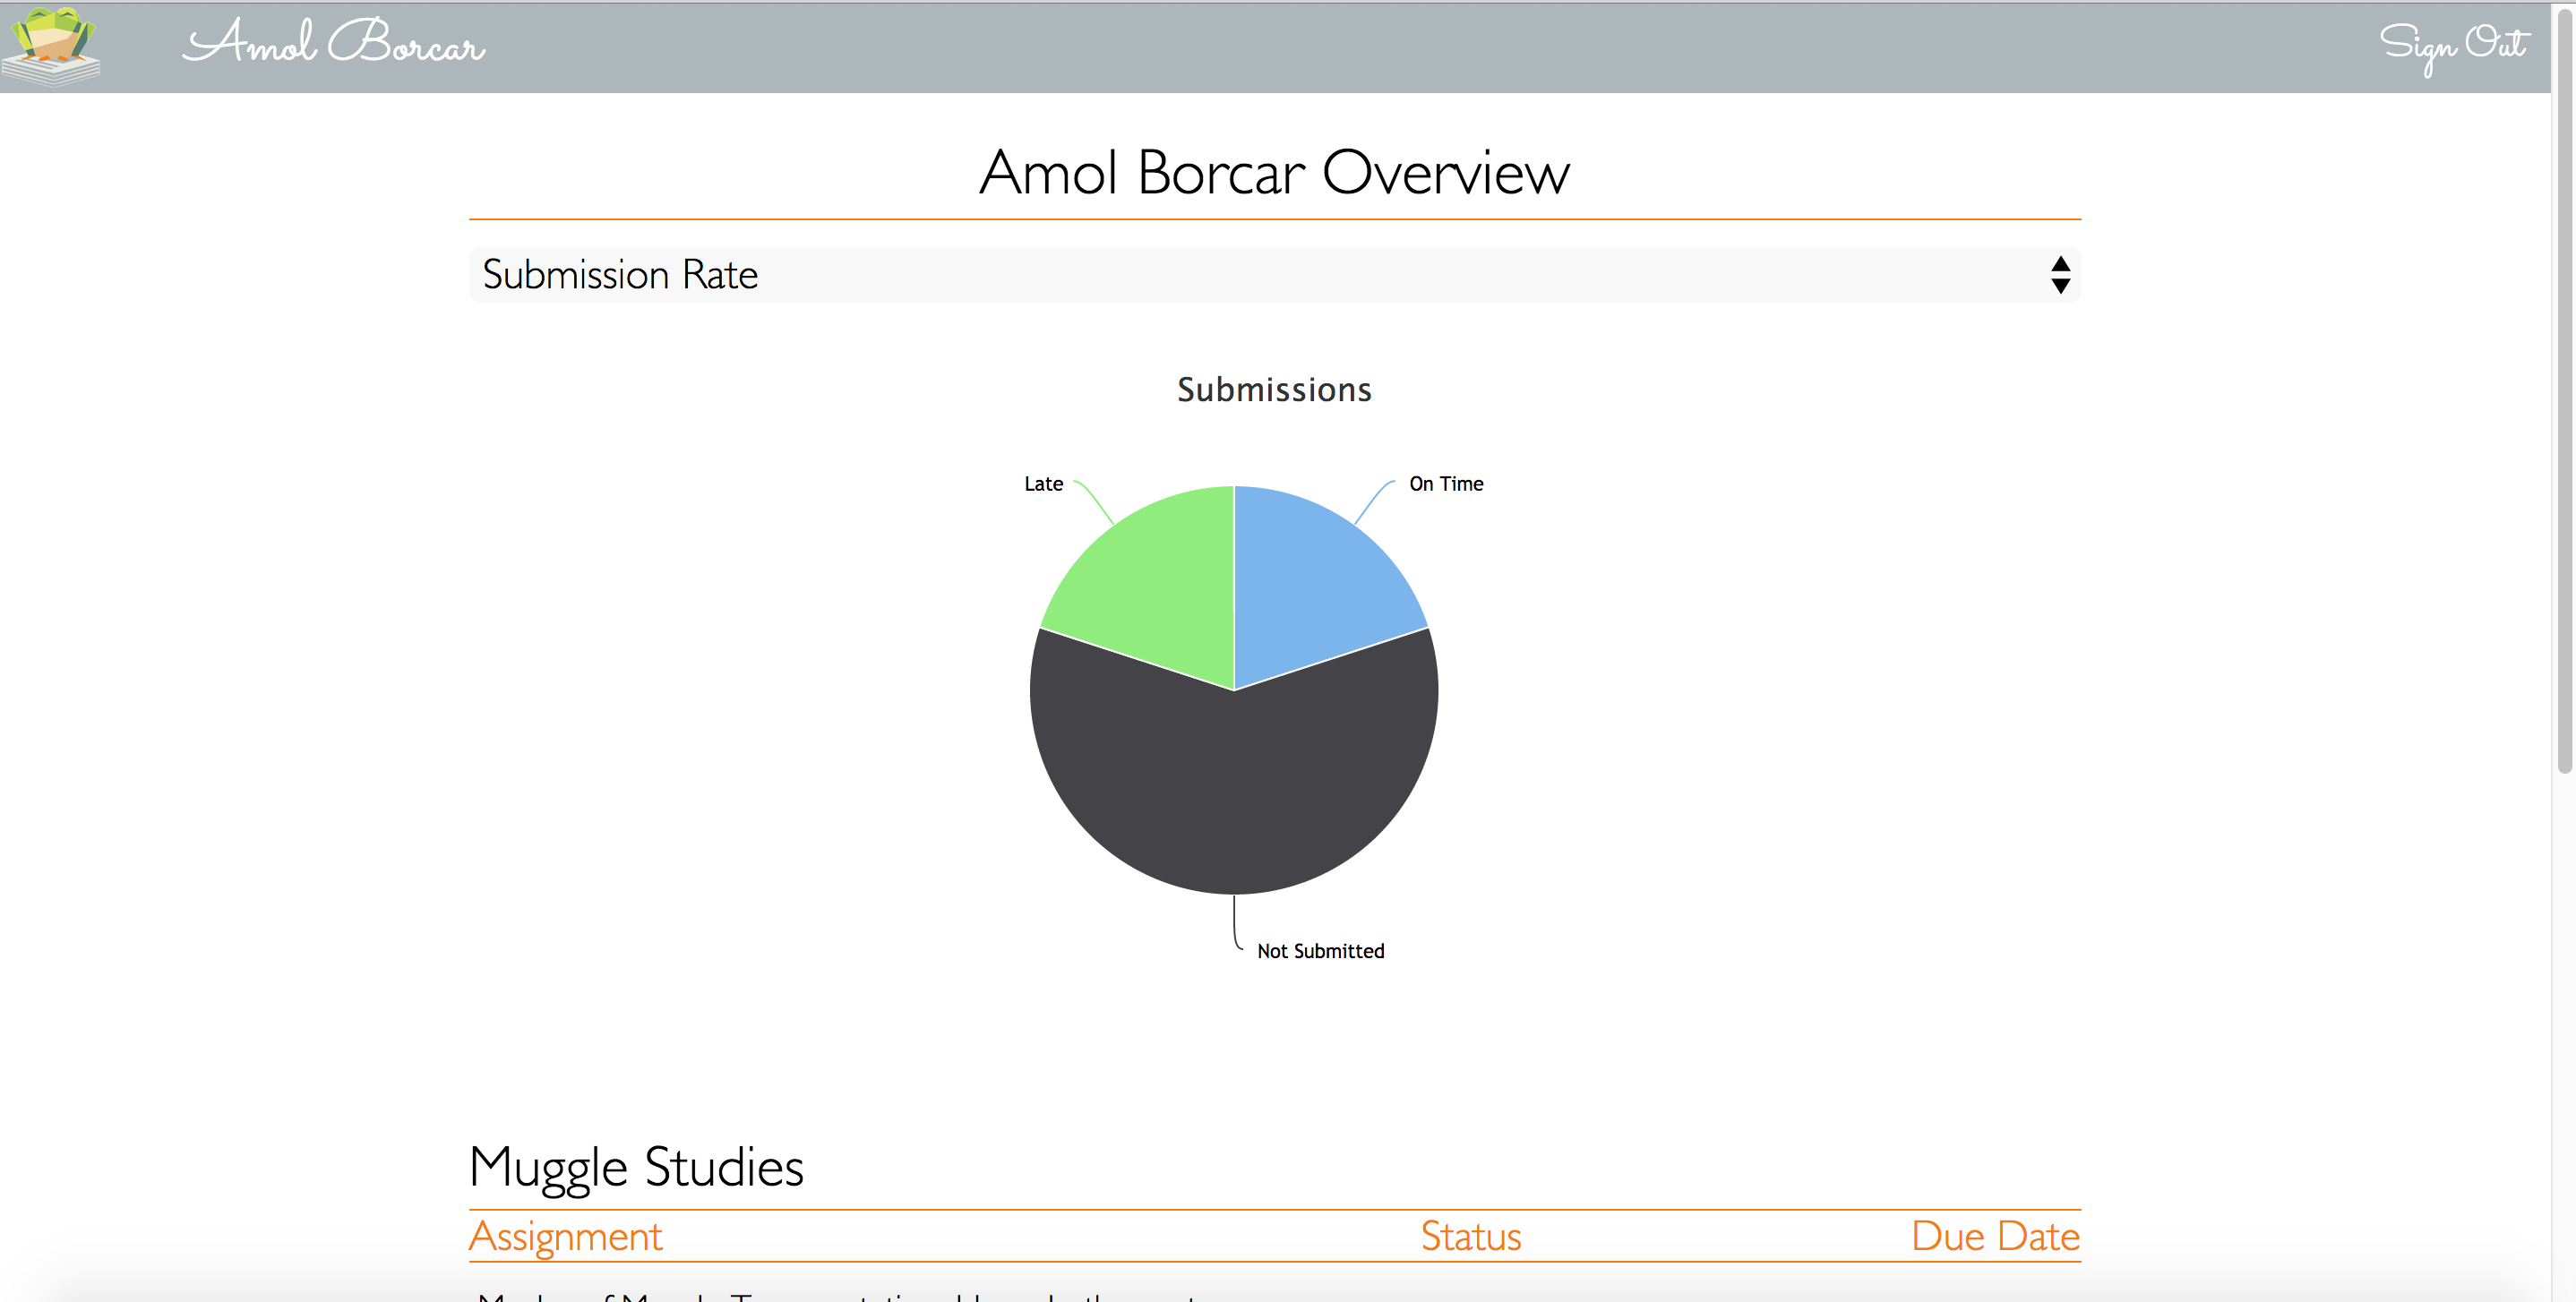 Amol Borcar
Sign Out
Amol Borcar Overview
Submission Rate
Submissions
Late
On Time
Not Submitted
Muggle Studies
Assignment Status Due Date